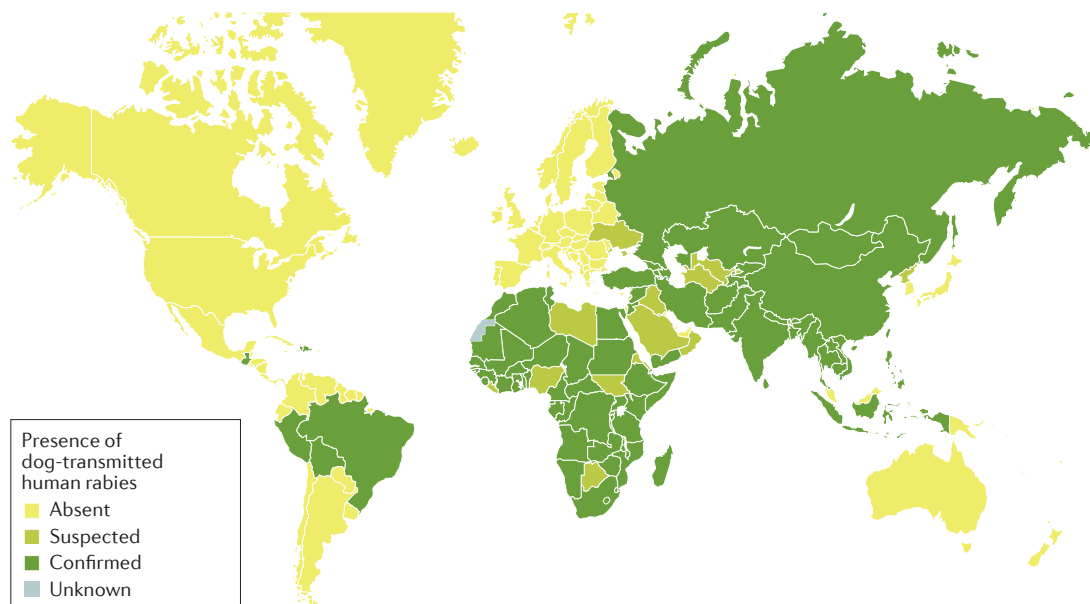 Presence of
dog-transmitted
human rabies
Absent
Suspected
Confirmed
Unknown